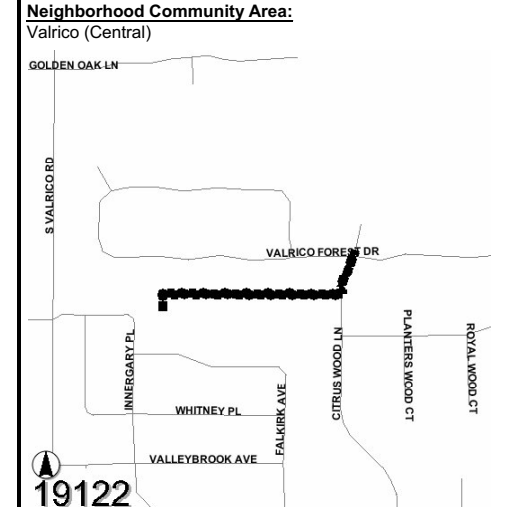 Neighborhood Community Area:
Valrico (Central)
GOLDEN OAK LN
S VALRICO RD
VALRICO FOREST DR
INNERGARY PL
WHITNEY PL
FALKIRK AVE
CITRUS WOOD LN
PLANTERS WOOD CT
ROYAL WOOD CT
VALLEYBROOK AVE
19122